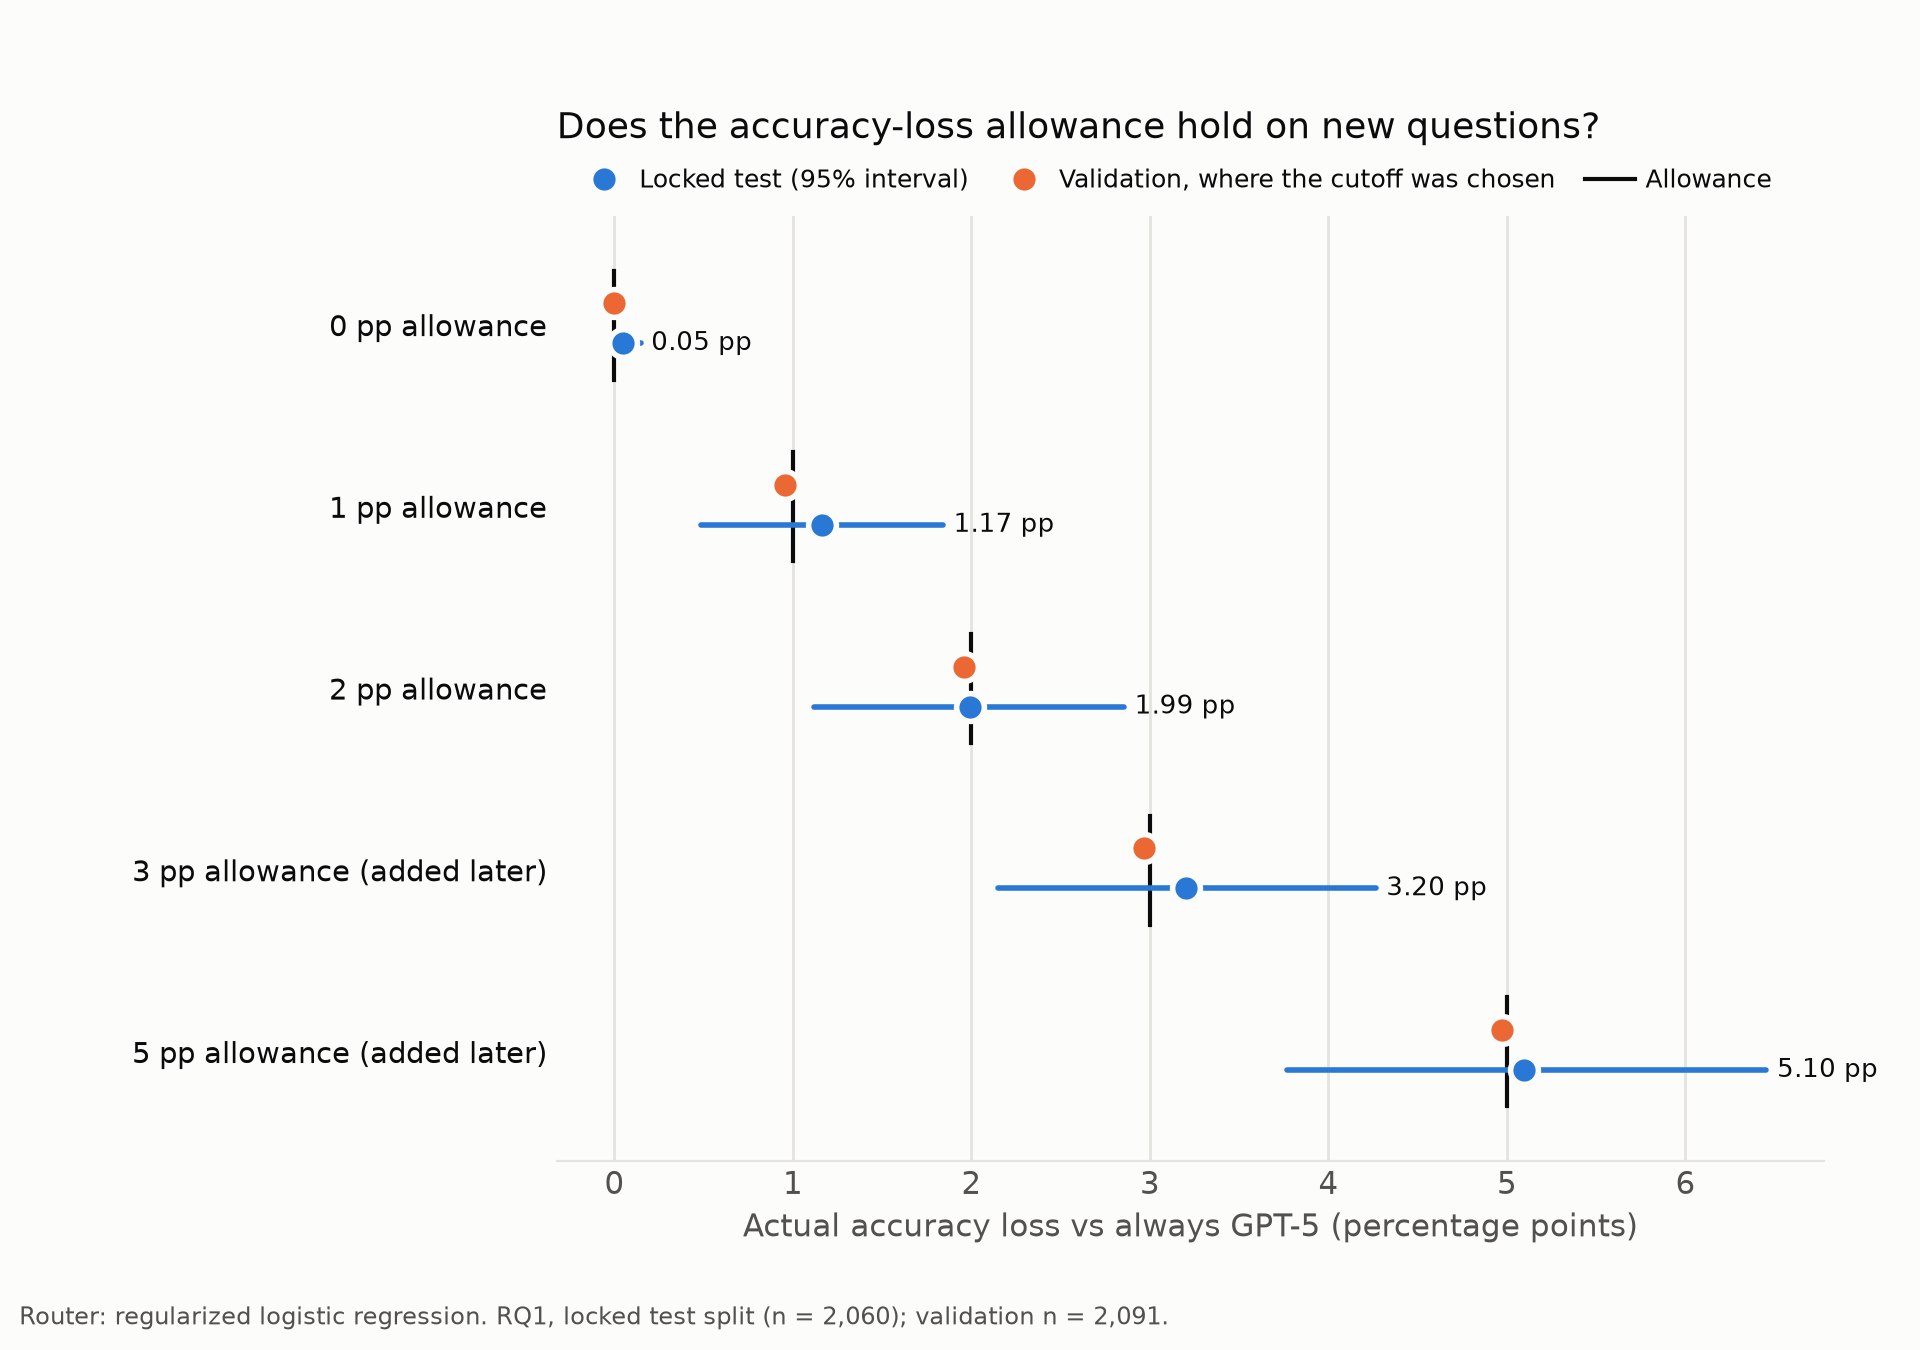 Does the accuracy-loss allowance hold on new questions?
Locked test (95% interval) Validation, where the cutoff was chosen Allowance
0 pp allowance 0.05 pp
1 pp allowance 1.17 pp
2 pp allowance 1.99 pp
3 pp allowance (added later) 3.20 pp
5 pp allowance (added later) 5.10 pp
0 1 2 3 4 5 6
Actual accuracy loss vs always GPT-5 (percentage points)
Router: regularized logistic regression. RQ1, locked test split (n = 2,060); validation n = 2,091.